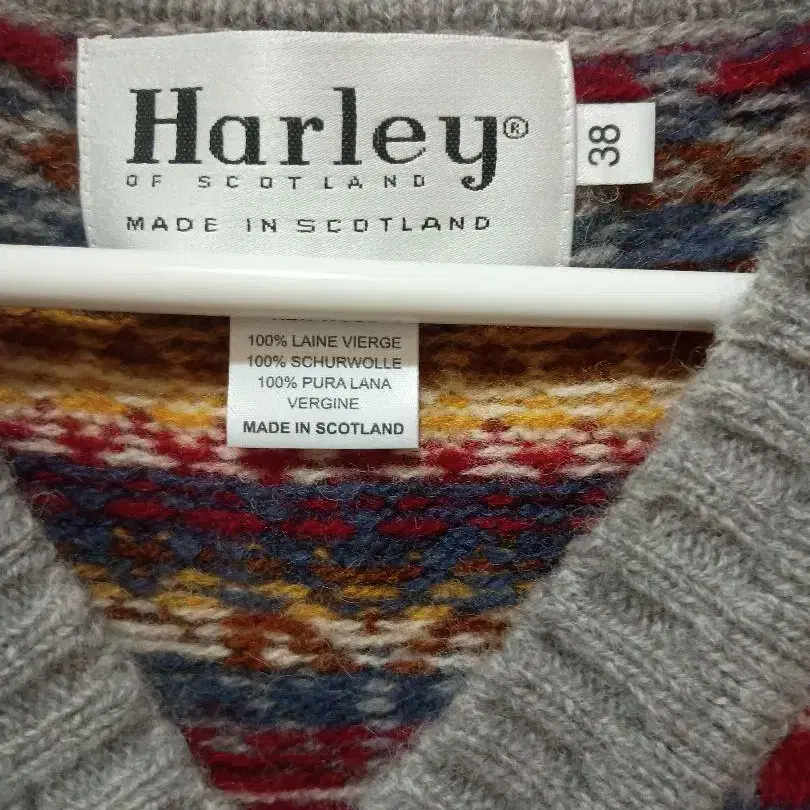 Harley®
OF SCOTLAND
MADE IN SCOTLAND
38
100% LAINE VIERGE
100% SCHURWOLLE
100% PURA LANA
VERGINE
MADE IN SCOTLAND